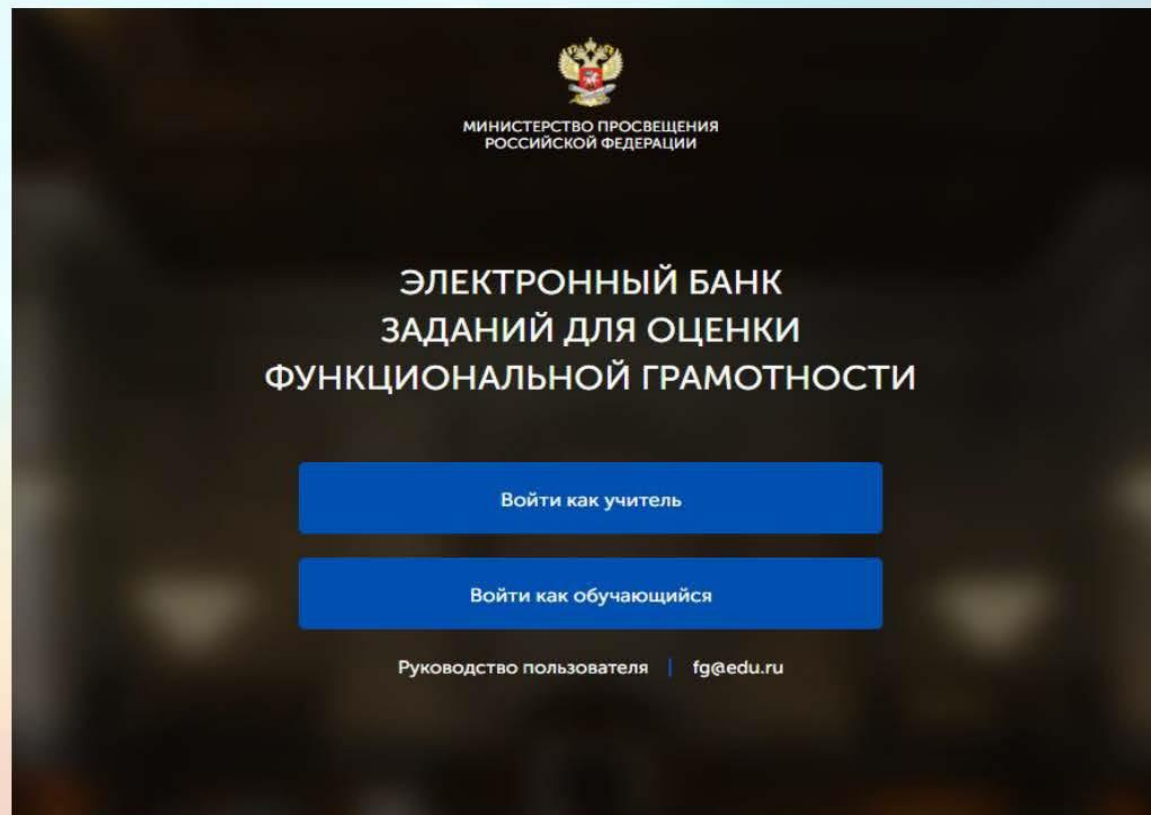 МИНИСТЕРСТВО ПРОСВЕЩЕНИЯ
РОССИЙСКОЙ ФЕДЕРАЦИИ
ЭЛЕКТРОННЫЙ БАНК
ЗАДАНИЙ ДЛЯ ОЦЕНКИ
ФУНКЦИОНАЛЬНОЙ ГРАМОТНОСТИ
Войти как учитель
Войти как обучающийся
Руководство пользователя | fg@edu.ru